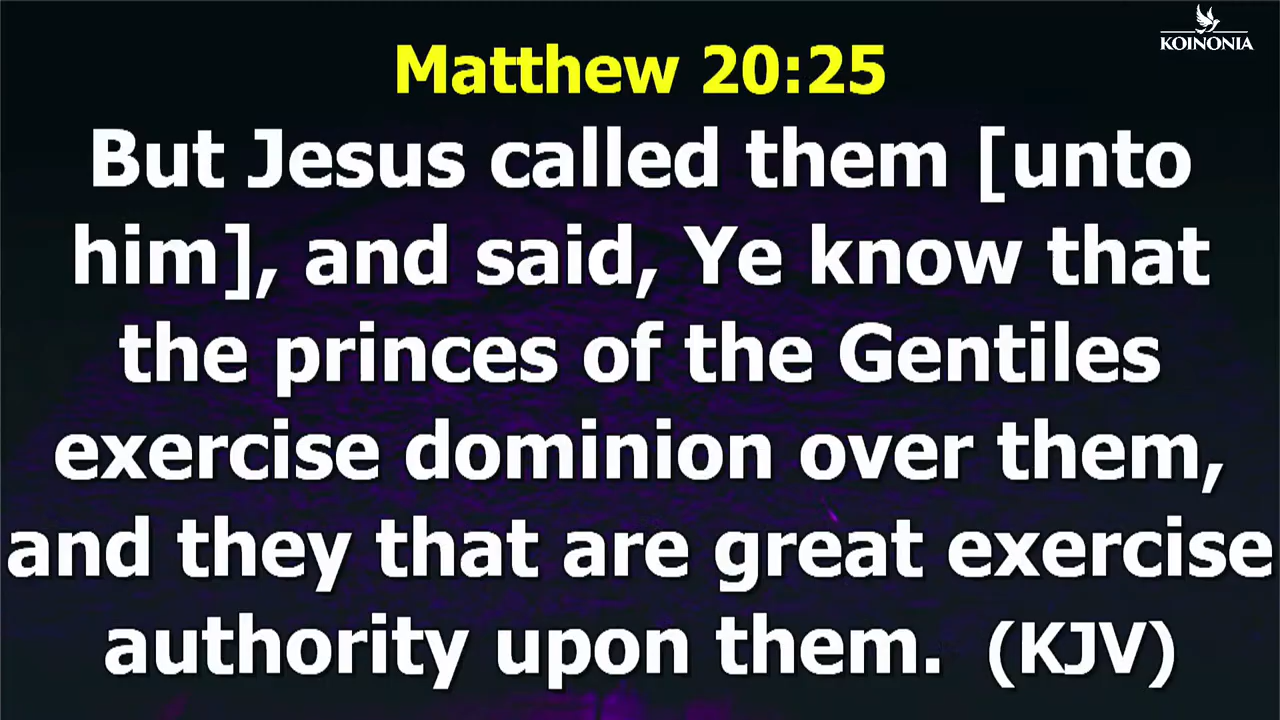 KOINONIA
Matthew 20:25
But Jesus called them [unto
him], and said, Ye know that
the princes of the Gentiles
exercise dominion over them,
and they that are great exercise
authority upon them. (KJV)